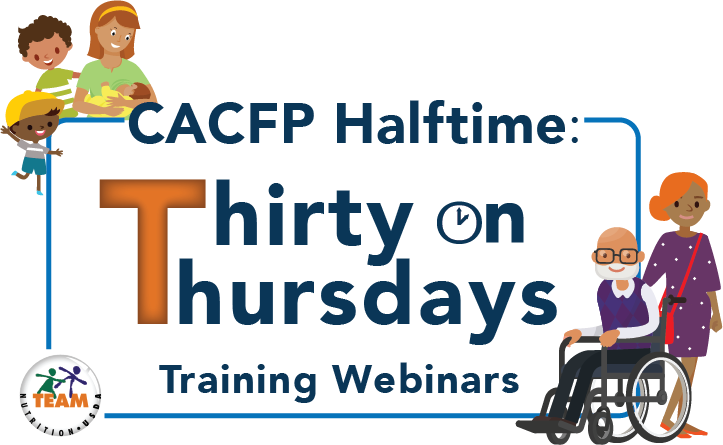 CACFP Halftime:
Thirty On
Thursdays
Training Webinars
TEAM
NUTRITION•USDA